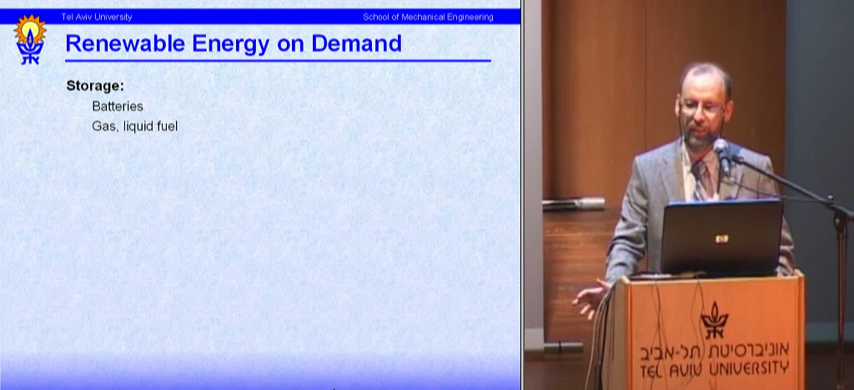 Tel Aviv University
School of Mechanical Engineering
Renewable Energy on Demand
Storage:
Batteries
Gas, liquid fuel
hp
אוניברסיטת תל-אביב
TEL AVIV UNIVERSITY